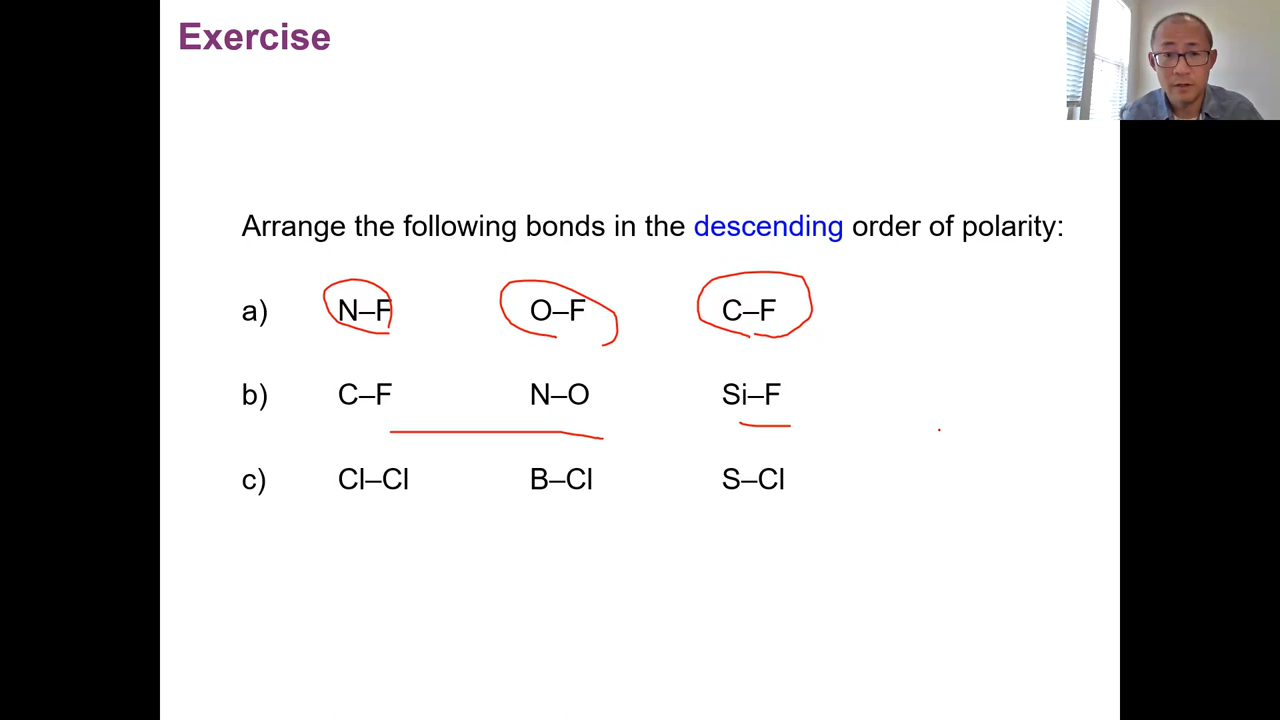 Exercise
Arrange the following bonds in the descending order of polarity:
a) N–F O–F C–F
b) C–F N–O Si–F
c) Cl–Cl B–Cl S–Cl